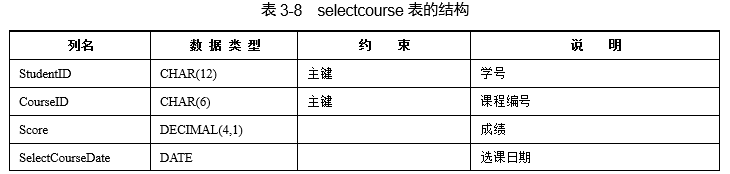 表 3-8 selectcourse 表的结构
列名 数 据 类 型 约 束 说 明
StudentID CHAR(12) 主键 学号
CourseID CHAR(6) 主键 课程编号
Score DECIMAL(4,1) 成绩
SelectCourseDate DATE 选课日期